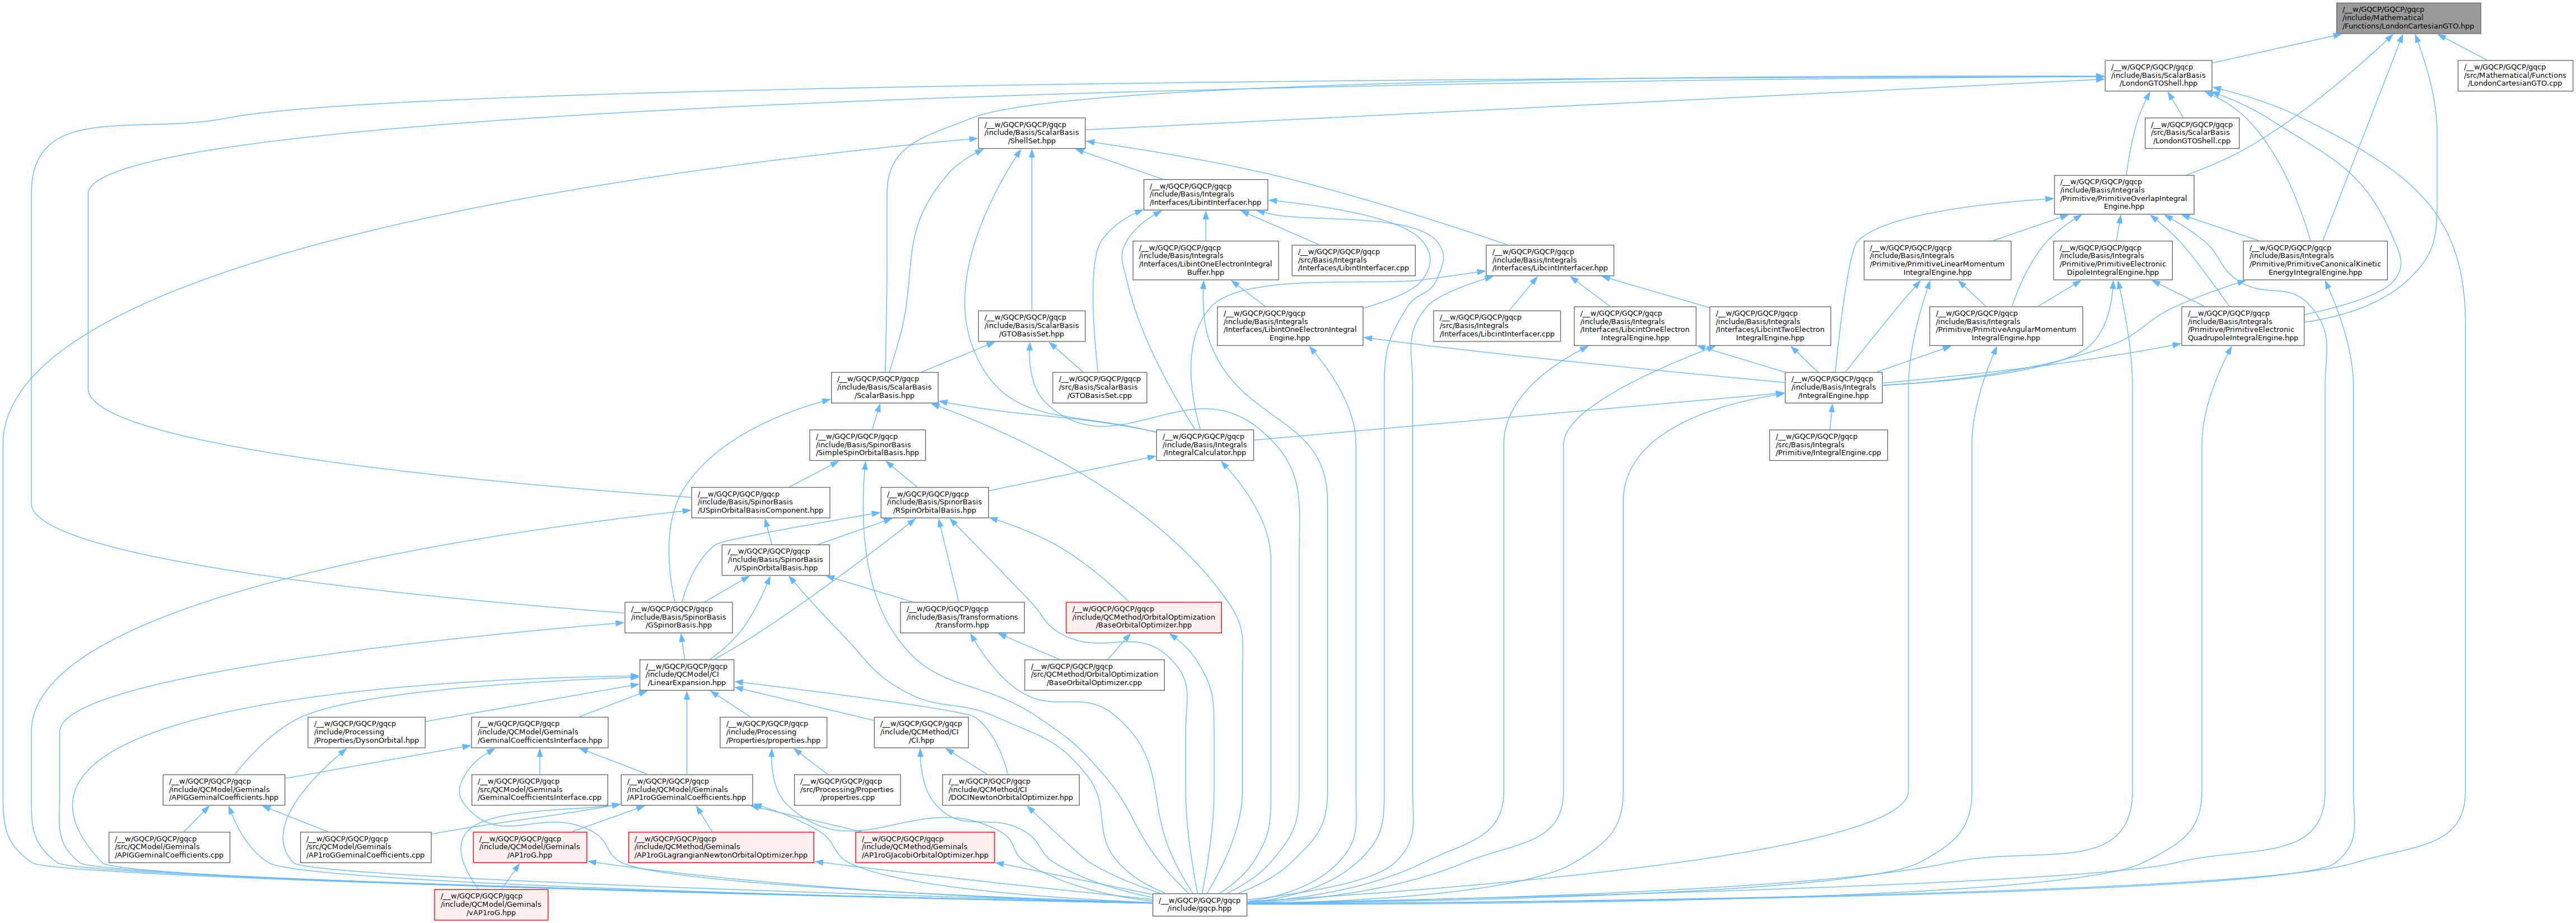 /__w/GQCP/GQCP/gqcp
/include/Mathematical
/Functions/LondonCartesianGTO.hpp
/__w/GQCP/GQCP/gqcp
/include/Basis/ScalarBasis
/LondonGTOShell.hpp
/__w/GQCP/GQCP/gqcp
/src/Mathematical/Functions
/LondonCartesianGTO.cpp
/__w/GQCP/GQCP/gqcp
/include/Basis/ScalarBasis
/ShellSet.hpp
/__w/GQCP/GQCP/gqcp
/src/Basis/ScalarBasis
/LondonGTOShell.cpp
/__w/GQCP/GQCP/gqcp
/include/Basis/Integrals
/Interfaces/LibintInterfacer.hpp
/__w/GQCP/GQCP/gqcp
/include/Basis/Integrals
/Primitive/PrimitiveOverlapIntegral
Engine.hpp
/__w/GQCP/GQCP/gqcp
/include/Basis/Integrals
/Interfaces/LibintOneElectronIntegral
Buffer.hpp
/__w/GQCP/GQCP/gqcp
/src/Basis/Integrals
/Interfaces/LibintInterfacer.cpp
/__w/GQCP/GQCP/gqcp
/include/Basis/Integrals
/Interfaces/LibcintInterfacer.hpp
/__w/GQCP/GQCP/gqcp
/include/Basis/Integrals
/Primitive/PrimitiveLinearMomentum
IntegralEngine.hpp
/__w/GQCP/GQCP/gqcp
/include/Basis/Integrals
/Primitive/PrimitiveElectronic
DipoleIntegralEngine.hpp
/__w/GQCP/GQCP/gqcp
/include/Basis/Integrals
/Primitive/PrimitiveCanonicalKinetic
EnergyIntegralEngine.hpp
/__w/GQCP/GQCP/gqcp
/include/Basis/ScalarBasis
/GTOBasisSet.hpp
/__w/GQCP/GQCP/gqcp
/include/Basis/Integrals
/Interfaces/LibintOneElectronIntegral
Engine.hpp
/__w/GQCP/GQCP/gqcp
/src/Basis/Integrals
/Interfaces/LibcintInterfacer.cpp
/__w/GQCP/GQCP/gqcp
/include/Basis/Integrals
/Interfaces/LibcintOneElectron
IntegralEngine.hpp
/__w/GQCP/GQCP/gqcp
/include/Basis/Integrals
/Interfaces/LibcintTwoElectron
IntegralEngine.hpp
/__w/GQCP/GQCP/gqcp
/include/Basis/Integrals
/Primitive/PrimitiveAngularMomentum
IntegralEngine.hpp
/__w/GQCP/GQCP/gqcp
/include/Basis/Integrals
/Primitive/PrimitiveElectronic
QuadrupoleIntegralEngine.hpp
/__w/GQCP/GQCP/gqcp
/include/Basis/ScalarBasis
/ScalarBasis.hpp
/__w/GQCP/GQCP/gqcp
/src/Basis/ScalarBasis
/GTOBasisSet.cpp
/__w/GQCP/GQCP/gqcp
/include/Basis/Integrals
/IntegralEngine.hpp
/__w/GQCP/GQCP/gqcp
/include/Basis/SpinorBasis
/SimpleSpinOrbitalBasis.hpp
/__w/GQCP/GQCP/gqcp
/include/Basis/Integrals
/IntegralCalculator.hpp
/__w/GQCP/GQCP/gqcp
/src/Basis/Integrals
/Primitive/IntegralEngine.cpp
/__w/GQCP/GQCP/gqcp
/include/Basis/SpinorBasis
/USpinOrbitalBasisComponent.hpp
/__w/GQCP/GQCP/gqcp
/include/Basis/SpinorBasis
/RSpinOrbitalBasis.hpp
/__w/GQCP/GQCP/gqcp
/include/Basis/SpinorBasis
/USpinOrbitalBasis.hpp
/__w/GQCP/GQCP/gqcp
/include/Basis/SpinorBasis
/GSpinorBasis.hpp
/__w/GQCP/GQCP/gqcp
/include/Basis/Transformations
/transform.hpp
/__w/GQCP/GQCP/gqcp
/include/QCMethod/OrbitalOptimization
/BaseOrbitalOptimizer.hpp
/__w/GQCP/GQCP/gqcp
/include/QCModel/CI
/LinearExpansion.hpp
/__w/GQCP/GQCP/gqcp
/src/QCMethod/OrbitalOptimization
/BaseOrbitalOptimizer.cpp
/__w/GQCP/GQCP/gqcp
/include/Processing
/Properties/DysonOrbital.hpp
/__w/GQCP/GQCP/gqcp
/include/QCModel/Geminals
/GeminalCoefficientsInterface.hpp
/__w/GQCP/GQCP/gqcp
/include/Processing
/Properties/properties.hpp
/__w/GQCP/GQCP/gqcp
/include/QCMethod/CI
/CI.hpp
/__w/GQCP/GQCP/gqcp
/include/QCModel/Geminals
/APIGGeminalCoefficients.hpp
/__w/GQCP/GQCP/gqcp
/src/QCModel/Geminals
/GeminalCoefficientsInterface.cpp
/__w/GQCP/GQCP/gqcp
/include/QCModel/Geminals
/AP1roGGeminalCoefficients.hpp
/__w/GQCP/GQCP/gqcp
/src/Processing/Properties
/properties.cpp
/__w/GQCP/GQCP/gqcp
/include/QCMethod/CI
/DOCINewtonOrbitalOptimizer.hpp
/__w/GQCP/GQCP/gqcp
/src/QCModel/Geminals
/APIGGeminalCoefficients.cpp
/__w/GQCP/GQCP/gqcp
/src/QCModel/Geminals
/AP1roGGeminalCoefficients.cpp
/__w/GQCP/GQCP/gqcp
/include/QCModel/Geminals
/AP1roG.hpp
/__w/GQCP/GQCP/gqcp
/include/QCMethod/Geminals
/AP1roGLagrangianNewtonOrbitalOptimizer.hpp
/__w/GQCP/GQCP/gqcp
/include/QCMethod/Geminals
/AP1roGJacobiOrbitalOptimizer.hpp
/__w/GQCP/GQCP/gqcp
/include/QCModel/Geminals
/vAP1roG.hpp
/__w/GQCP/GQCP/gqcp
/include/gqcp.hpp